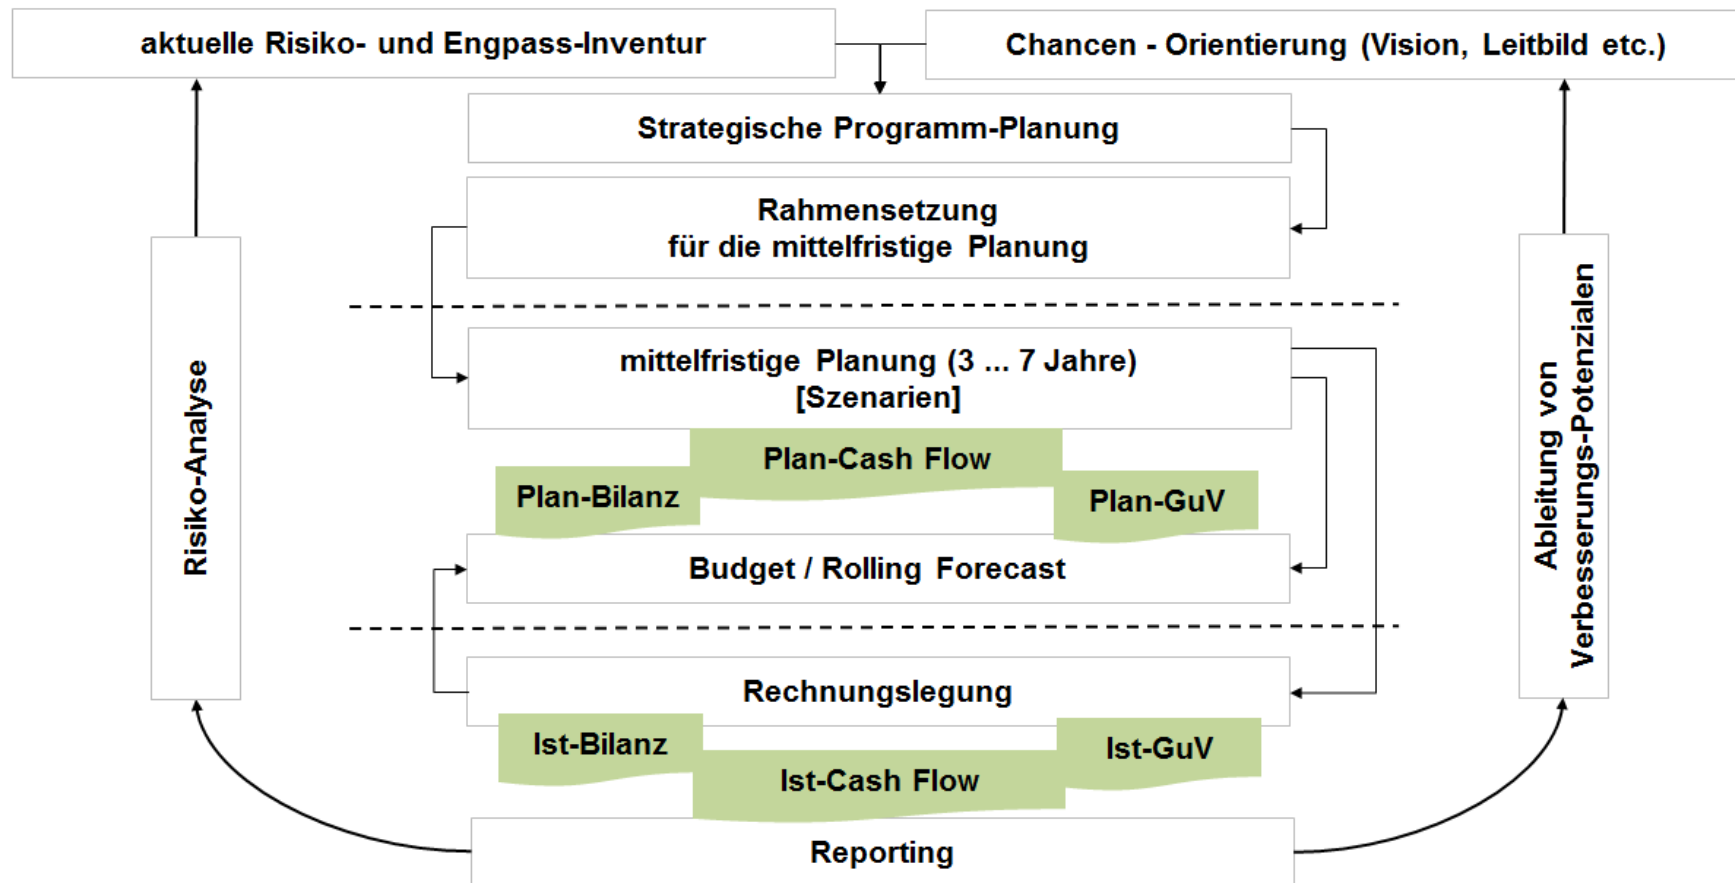 aktuelle Risiko- und Engpass-Inventur
Chancen - Orientierung (Vision, Leitbild etc.)
Strategische Programm-Planung
Rahmensetzung
für die mittelfristige Planung
mittelfristige Planung (3 ... 7 Jahre)
[Szenarien]
Plan-Cash Flow
Plan-Bilanz
Plan-GuV
Budget / Rolling Forecast
Rechnungslegung
Ist-Bilanz
Ist-GuV
Ist-Cash Flow
Reporting
Risiko-Analyse
Ableitung von
Verbesserungs-Potenzialen